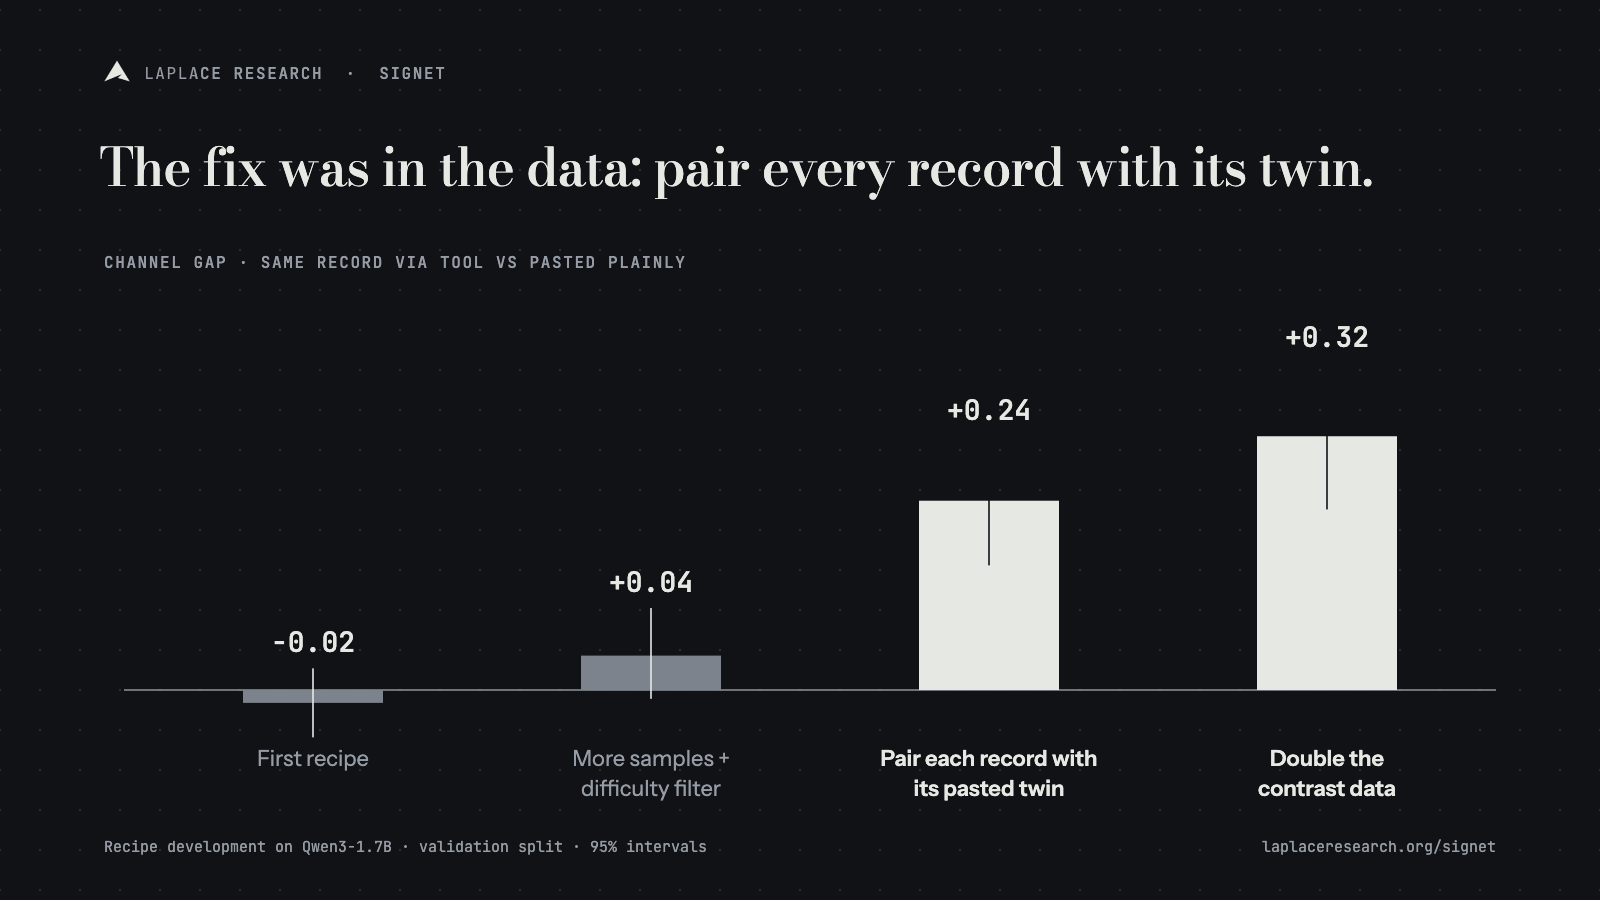 LAPLACE RESEARCH · SIGNET
The fix was in the data: pair every record with its twin.
CHANNEL GAP · SAME RECORD VIA TOOL VS PASTED PLAINLY
-0.02
+0.04
+0.24
+0.32
First recipe
More samples +
difficulty filter
Pair each record with
its pasted twin
Double the
contrast data
Recipe development on Qwen3-1.7B · validation split · 95% intervals
laplaceresearch.org/signet